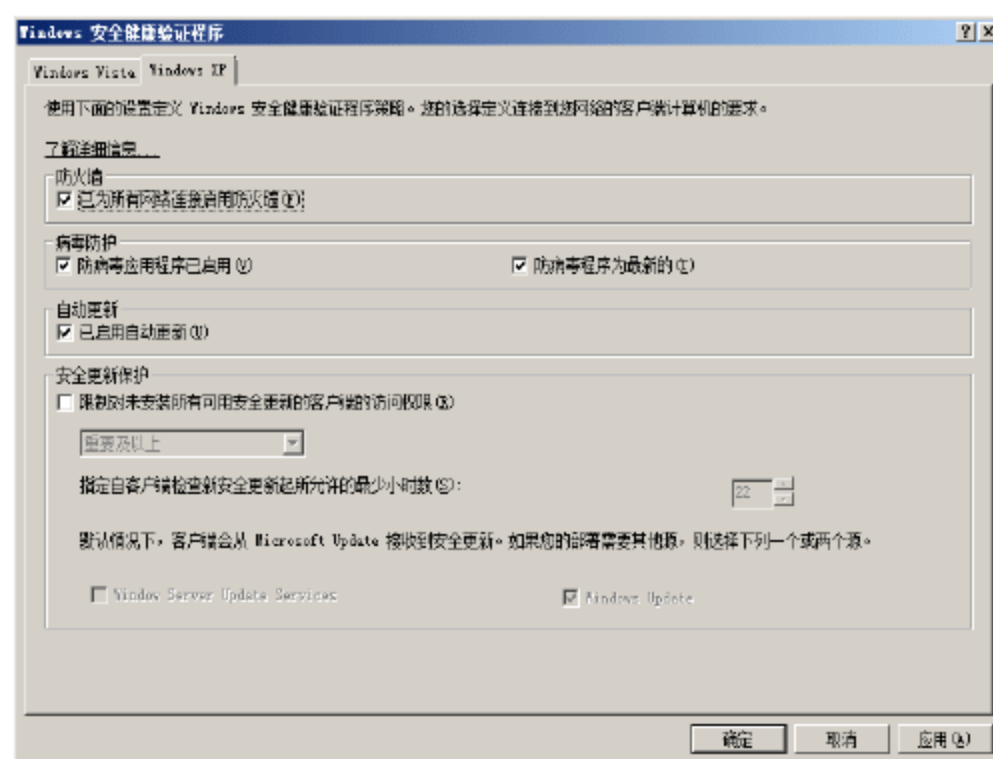 Windows 安全健康验证程序
Windows Vista
Windows XP
使用下面的设置定义 Windows 安全健康验证程序策略。您的选择定义连接到您网络的客户端计算机的要求。
了解详细信息...
防火墙
已为所有网络连接启用防火墙(F)
病毒防护
防病毒应用程序已启用(V)
防病毒程序为最新的(T)
自动更新
已启用自动更新(U)
安全更新保护
限制对未安装所有可用安全更新的客户端的访问权限(R)
重要及以上
指定自客户端检查新安全更新起所允许的最少小时数(S):
22
默认情况下，客户端会从 Microsoft Update 接收到安全更新。如果您的部署需要其他源，则选择下列一个或两个源。
Window Server Update Services
Windows Update
确定
取消
应用(A)